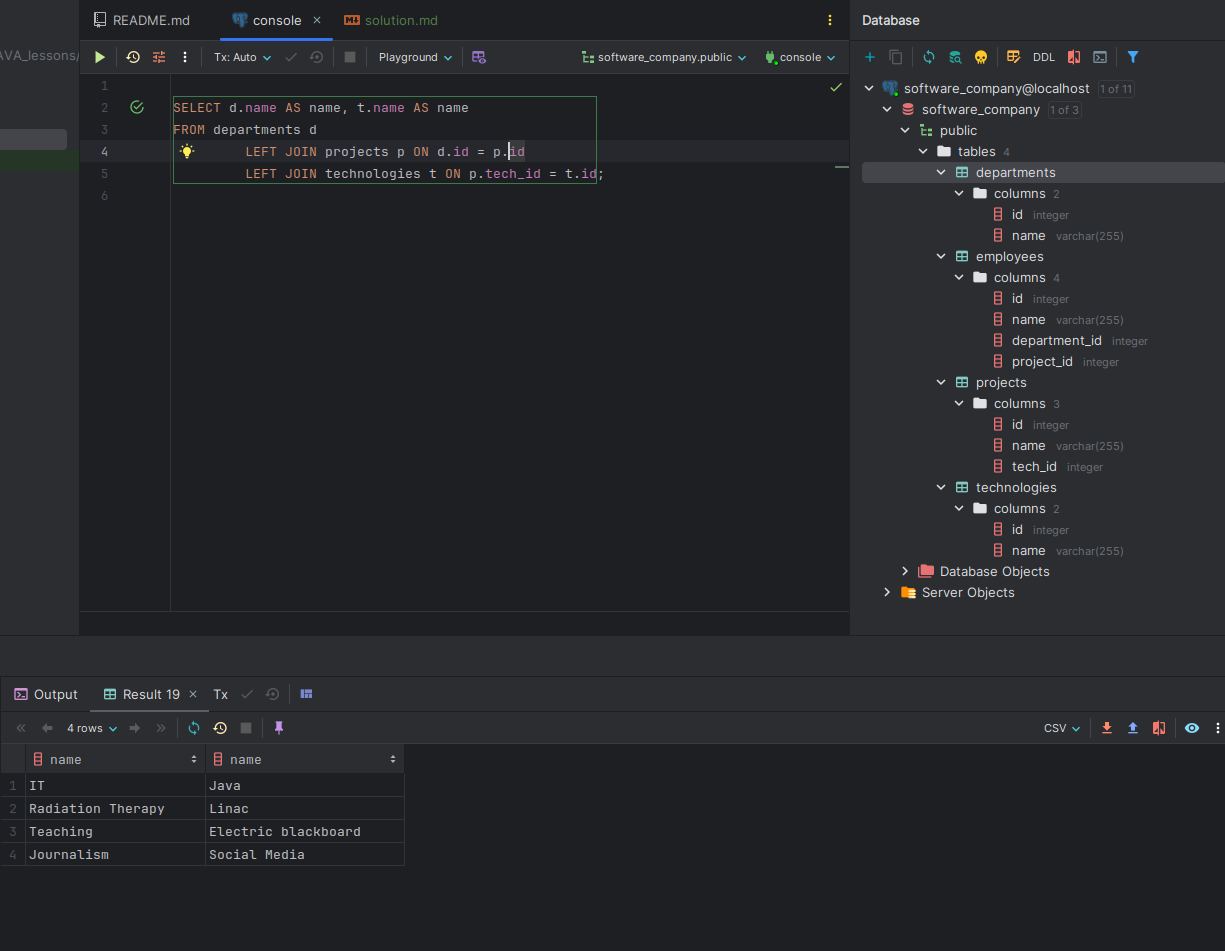 README.md
console
solution.md
Database
AVA_lessons/
Tx: Auto
Playground
software_company.public
console
DDL
1
2 SELECT d.name AS name, t.name AS name
3 FROM departments d
4 LEFT JOIN projects p ON d.id = p.id
5 LEFT JOIN technologies t ON p.tech_id = t.id;
6
software_company@localhost 1 of 11
software_company 1 of 3
public
tables 4
departments
columns 2
id integer
name varchar(255)
employees
columns 4
id integer
name varchar(255)
department_id integer
project_id integer
projects
columns 3
id integer
name varchar(255)
tech_id integer
technologies
columns 2
id integer
name varchar(255)
Database Objects
Server Objects
Output
Result 19
Tx
4 rows
CSV
name name
1 IT Java
2 Radiation Therapy Linac
3 Teaching Electric blackboard
4 Journalism Social Media